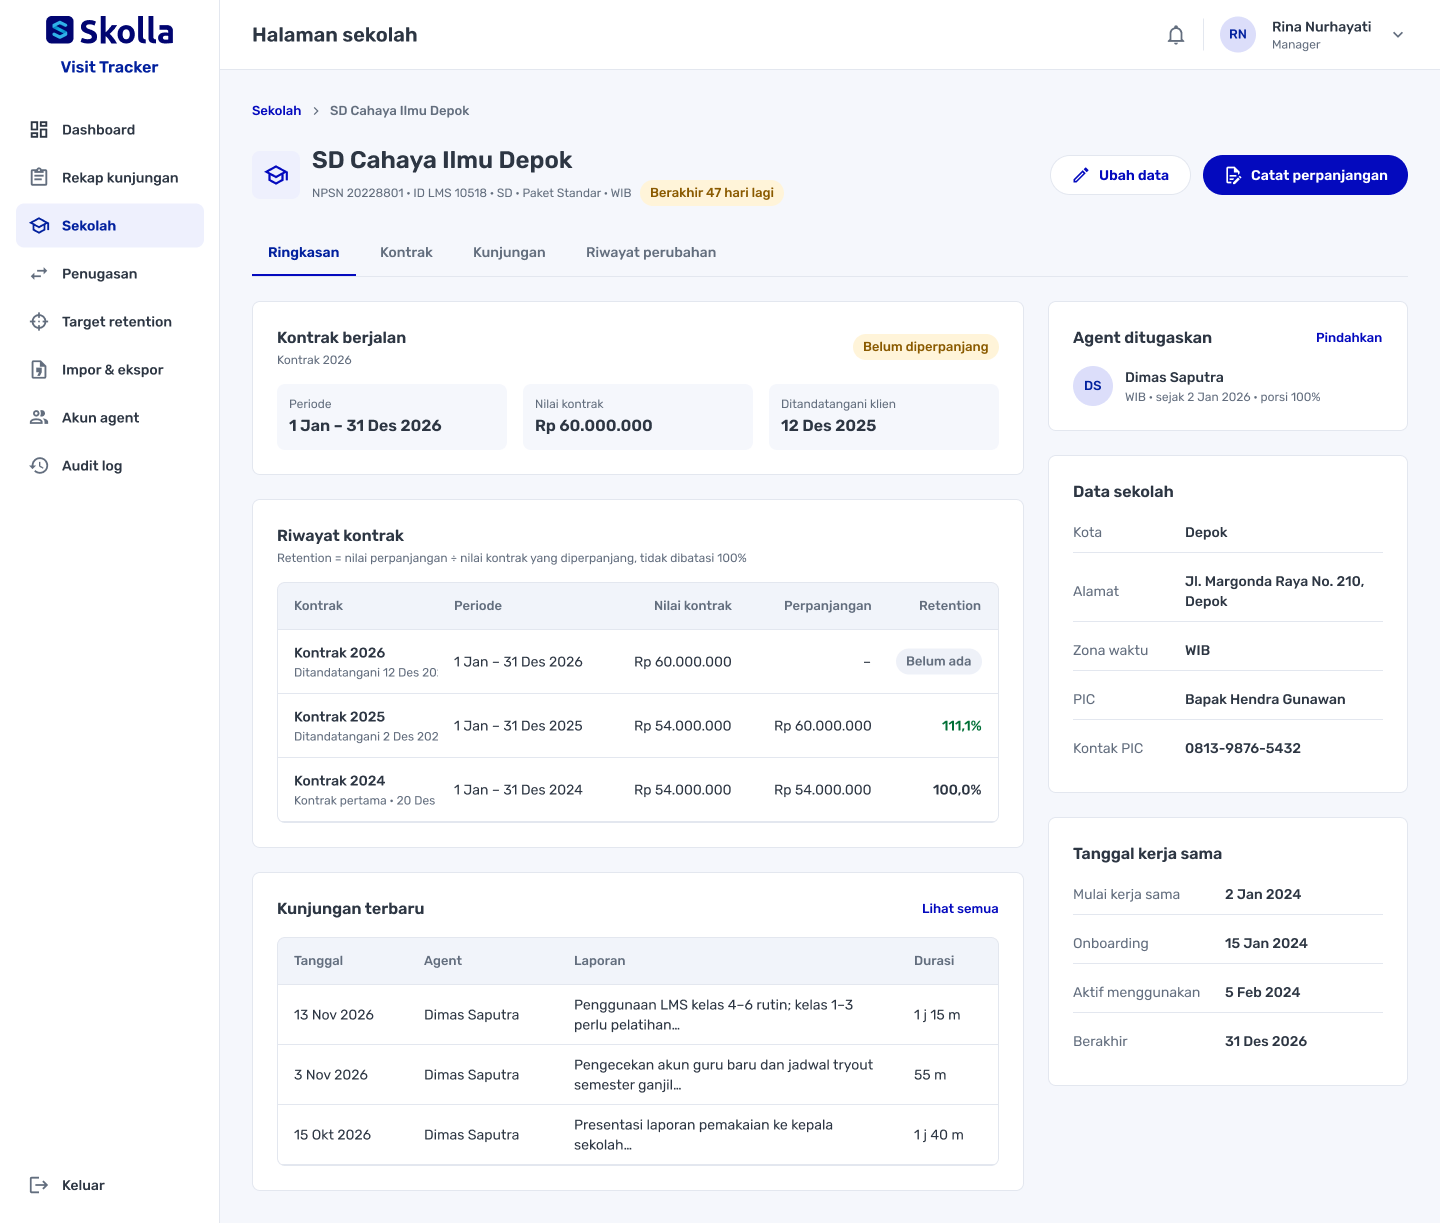 Skolla
Visit Tracker
Dashboard
Rekap kunjungan
Sekolah
Penugasan
Target retention
Impor & ekspor
Akun agent
Audit log
Keluar
Halaman sekolah
RN
Rina Nurhayati
Manager
Sekolah > SD Cahaya Ilmu Depok
SD Cahaya Ilmu Depok
NPSN 20228801 • ID LMS 10518 • SD • Paket Standar • WIB
Berakhir 47 hari lagi
Ubah data
Catat perpanjangan
Ringkasan
Kontrak
Kunjungan
Riwayat perubahan
Kontrak berjalan
Kontrak 2026
Belum diperpanjang
Periode
1 Jan – 31 Des 2026
Nilai kontrak
Rp 60.000.000
Ditandatangani klien
12 Des 2025
Riwayat kontrak
Retention = nilai perpanjangan ÷ nilai kontrak yang diperpanjang, tidak dibatasi 100%
Kontrak Periode Nilai kontrak Perpanjangan Retention
Kontrak 2026
Ditandatangani 12 Des 20
1 Jan – 31 Des 2026 Rp 60.000.000 – Belum ada
Kontrak 2025
Ditandatangani 2 Des 202
1 Jan – 31 Des 2025 Rp 54.000.000 Rp 60.000.000 111,1%
Kontrak 2024
Kontrak pertama • 20 Des
1 Jan – 31 Des 2024 Rp 54.000.000 Rp 54.000.000 100,0%
Kunjungan terbaru
Lihat semua
Tanggal Agent Laporan Durasi
13 Nov 2026 Dimas Saputra Penggunaan LMS kelas 4–6 rutin; kelas 1–3
perlu pelatihan… 1 j 15 m
3 Nov 2026 Dimas Saputra Pengecekan akun guru baru dan jadwal tryout
semester ganjil… 55 m
15 Okt 2026 Dimas Saputra Presentasi laporan pemakaian ke kepala
sekolah… 1 j 40 m
Agent ditugaskan
Pindahkan
DS
Dimas Saputra
WIB • sejak 2 Jan 2026 • porsi 100%
Data sekolah
Kota Depok
Alamat Jl. Margonda Raya No. 210,
Depok
Zona waktu WIB
PIC Bapak Hendra Gunawan
Kontak PIC 0813-9876-5432
Tanggal kerja sama
Mulai kerja sama 2 Jan 2024
Onboarding 15 Jan 2024
Aktif menggunakan 5 Feb 2024
Berakhir 31 Des 2026